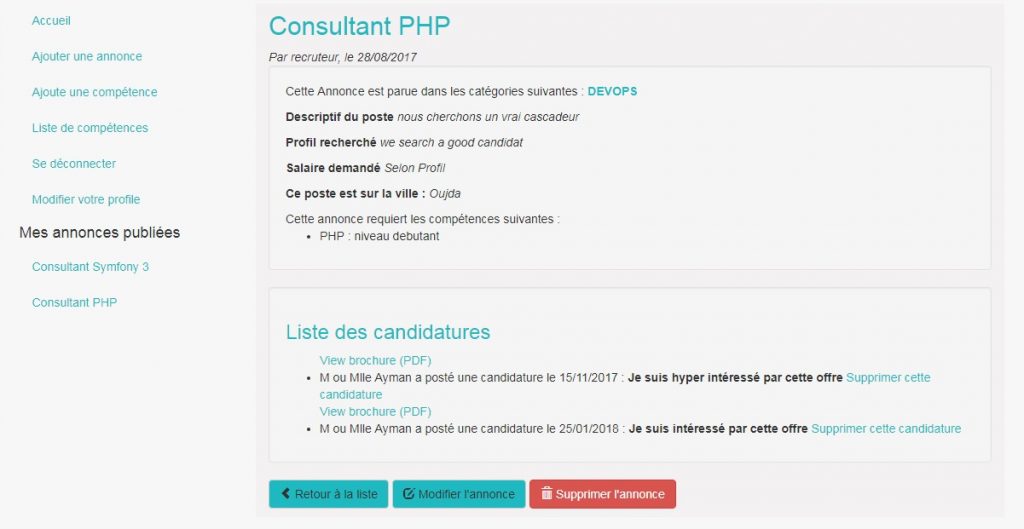 Accueil
Ajouter une annonce
Ajoute une compétence
Liste de compétences
Se déconnecter
Modifier votre profile
Mes annonces publiées
Consultant Symfony 3
Consultant PHP
Consultant PHP
Par recruteur, le 28/08/2017
Cette Annonce est parue dans les catégories suivantes : DEVOPS
Descriptif du poste nous cherchons un vrai cascadeur
Profil recherché we search a good candidat
Salaire demandé Selon Profil
Ce poste est sur la ville : Oujda
Cette annonce requiert les compétences suivantes :
• PHP : niveau debutant
Liste des candidatures
View brochure (PDF)
• M ou Mlle Ayman a posté une candidature le 15/11/2017 : Je suis hyper intéressé par cette offre Supprimer cette
candidature
View brochure (PDF)
• M ou Mlle Ayman a posté une candidature le 25/01/2018 : Je suis intéressé par cette offre Supprimer cette candidature
Retour à la liste Modifier l'annonce Supprimer l'annonce